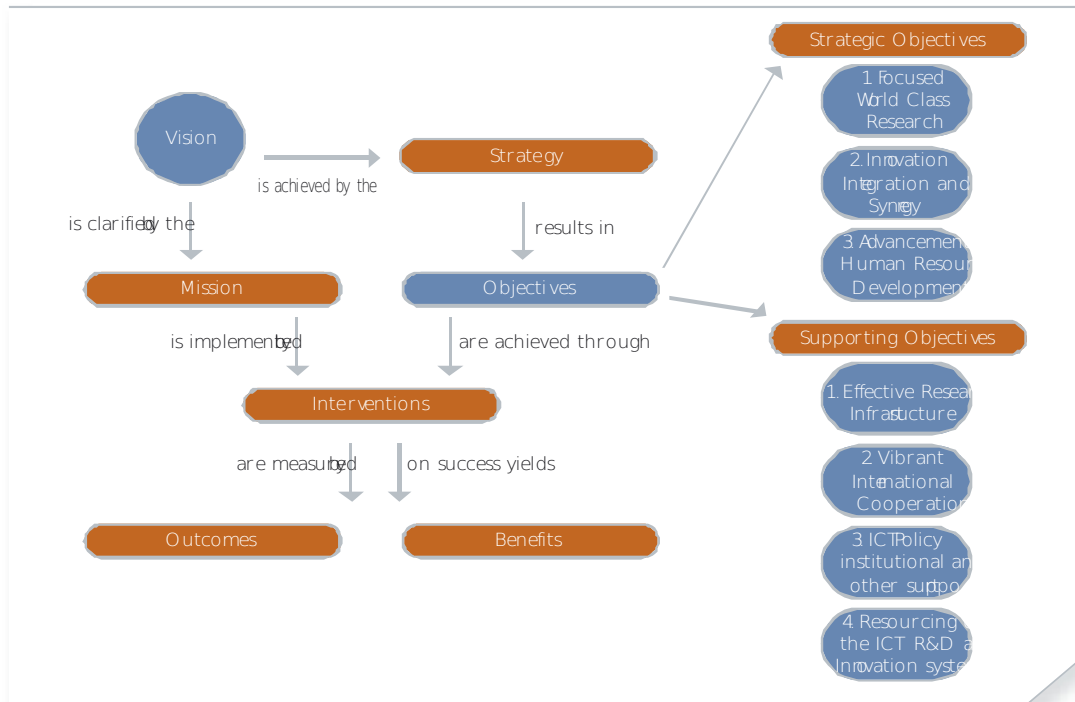 Vision
is achieved by the
Strategy
is clarified by the
results in
Mission
Objectives
is implemented by
are achieved through
Interventions
are measured by
on success yields
Outcomes
Benefits
Strategic Objectives
1. Focused
World Class
Research
2. Innovation
Integration and
Synergy
3. Advancement
Human Resour
Development
Supporting Objectives
1. Effective Resear
Infrastructure
2. Vibrant
International
Cooperation
3. ICT Policy
institutional an
other support
4. Resourcing
the ICT R&D a
Innovation syste